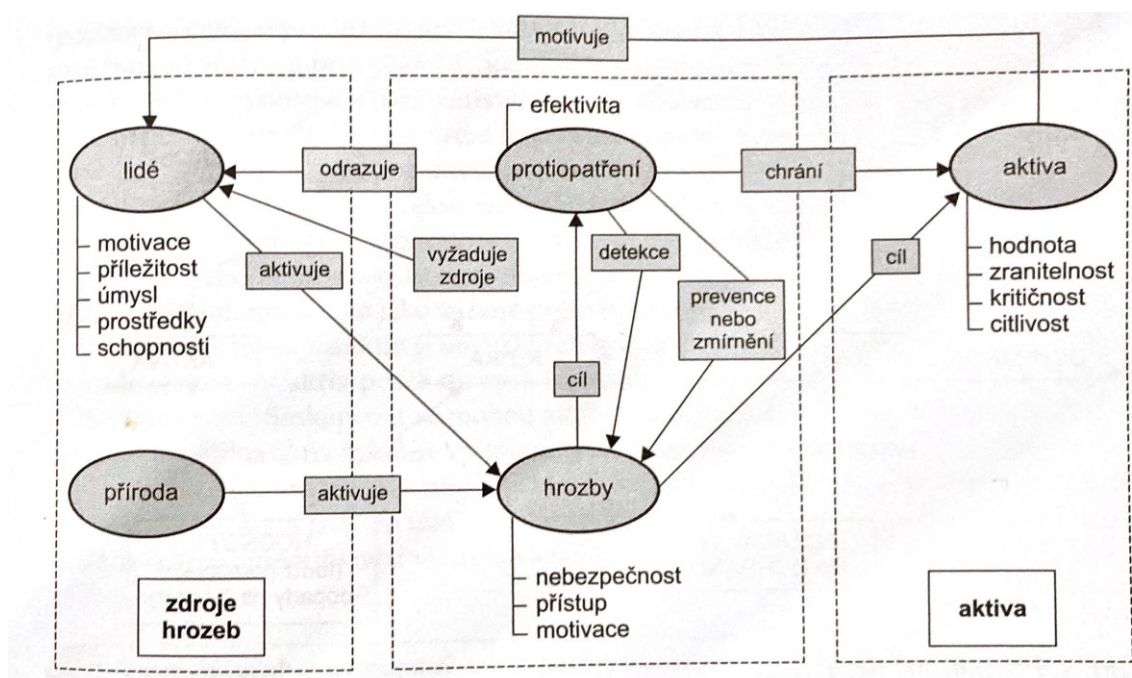 motivuje
efektivita
lidé
odrazuje
protiopatření
chrání
aktiva
motivace
příležitost
úmysl
prostředky
schopnosti
aktivuje
vyžaduje
zdroje
detekce
cíl
hodnota
zranitelnost
kritičnost
citlivost
prevence
nebo
zmírnění
cíl
příroda
aktivuje
hrozby
nebezpečnost
přístup
motivace
zdroje
hrozeb
aktiva